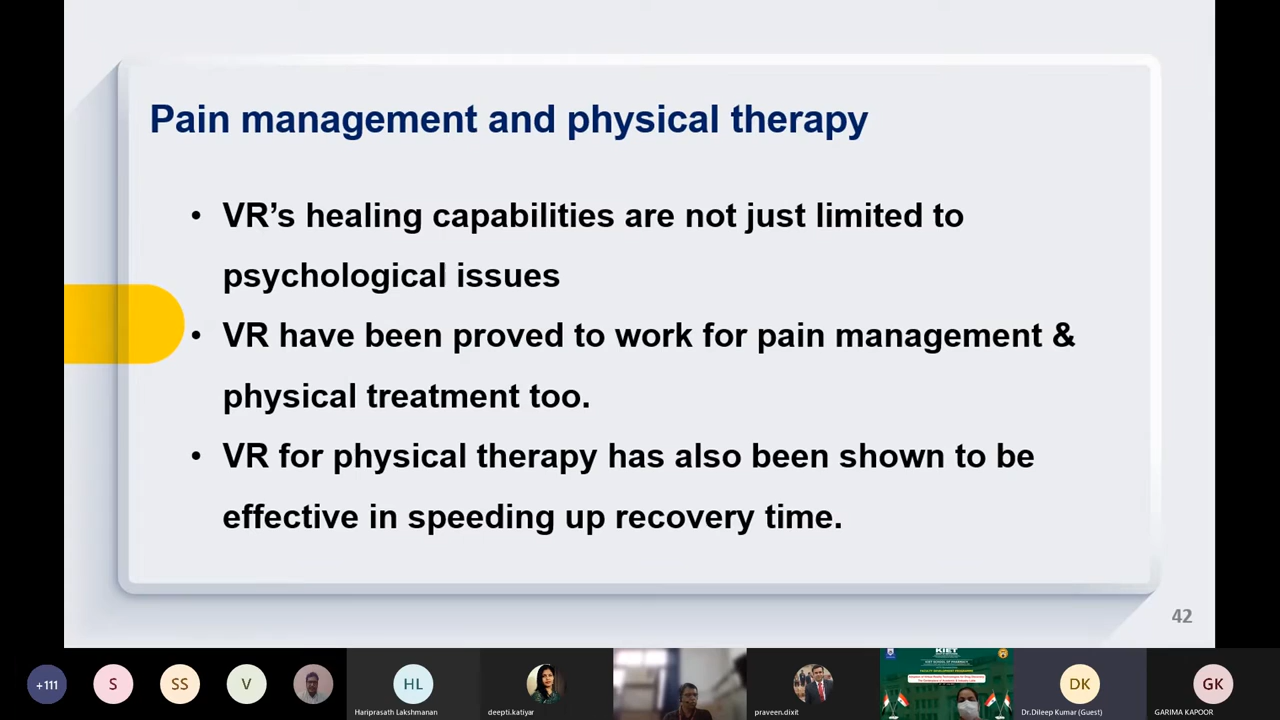 Pain management and physical therapy
• VR’s healing capabilities are not just limited to
psychological issues
• VR have been proved to work for pain management &
physical treatment too.
• VR for physical therapy has also been shown to be
effective in speeding up recovery time.
42
+111
S
SS
V
HL
Hariprasath Lakshmanan
deepti.katiyar
praveen.dixit
KIET
DK
Dr.Dileep Kumar (Guest)
GK
GARIMA KAPOOR